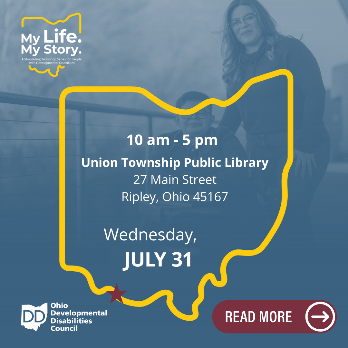 My Life.
My Story.
10 am - 5 pm
Union Township Public Library
27 Main Street
Ripley, Ohio 45167
Wednesday,
JULY 31
DD
Ohio
Developmental
Disabilities
Council
READ MORE